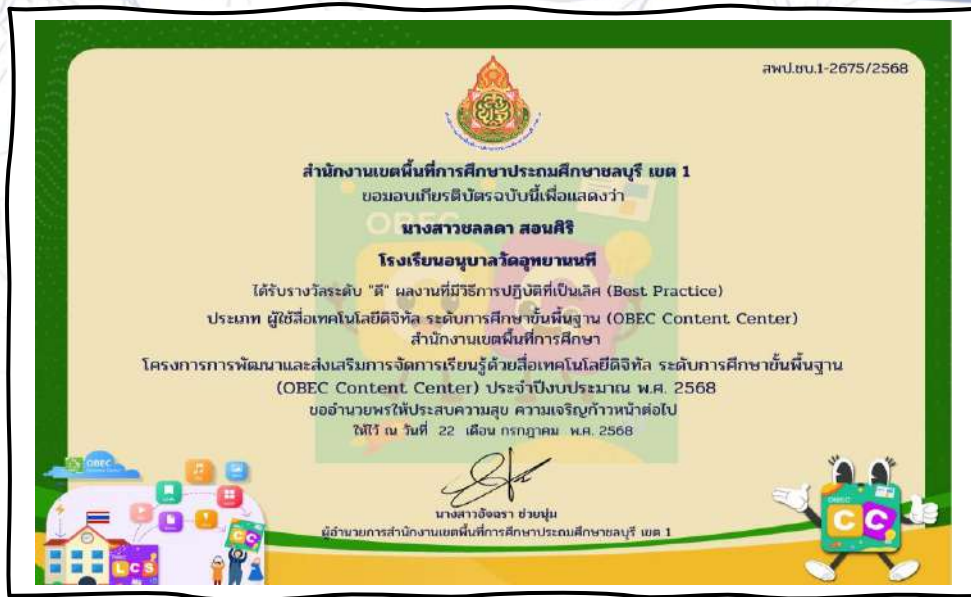 สพป.ชบ.1-2675/2568
สำนักงานเขตพื้นที่การศึกษาประถมศึกษาชลบุรี เขต 1
ขอมอบเกียรติบัตรฉบับนี้เพื่อแสดงว่า
นางสาวชลลดา สอนศิริ
โรงเรียนอนุบาลวัดอุทยานนที
ได้รับรางวัลระดับ "ดี" ผลงานที่มีวิธีการปฏิบัติที่เป็นเลิศ (Best Practice)
ประเภท ผู้ใช้สื่อเทคโนโลยีดิจิทัล ระดับการศึกษาขั้นพื้นฐาน (OBEC Content Center)
สำนักงานเขตพื้นที่การศึกษา
โครงการการพัฒนาและส่งเสริมการจัดการเรียนรู้ด้วยสื่อเทคโนโลยีดิจิทัล ระดับการศึกษาขั้นพื้นฐาน
(OBEC Content Center) ประจำปีงบประมาณ พ.ศ. 2568
ขออำนวยพรให้ประสบความสุข ความเจริญก้าวหน้าต่อไป
ให้ไว้ ณ วันที่ 22 เดือน กรกฎาคม พ.ศ. 2568
นางสาวอัจฉรา ช่วยนุ่ม
ผู้อำนวยการสำนักงานเขตพื้นที่การศึกษาประถมศึกษาชลบุรี เขต 1
OBEC
OBEC
CC
CC
LCS